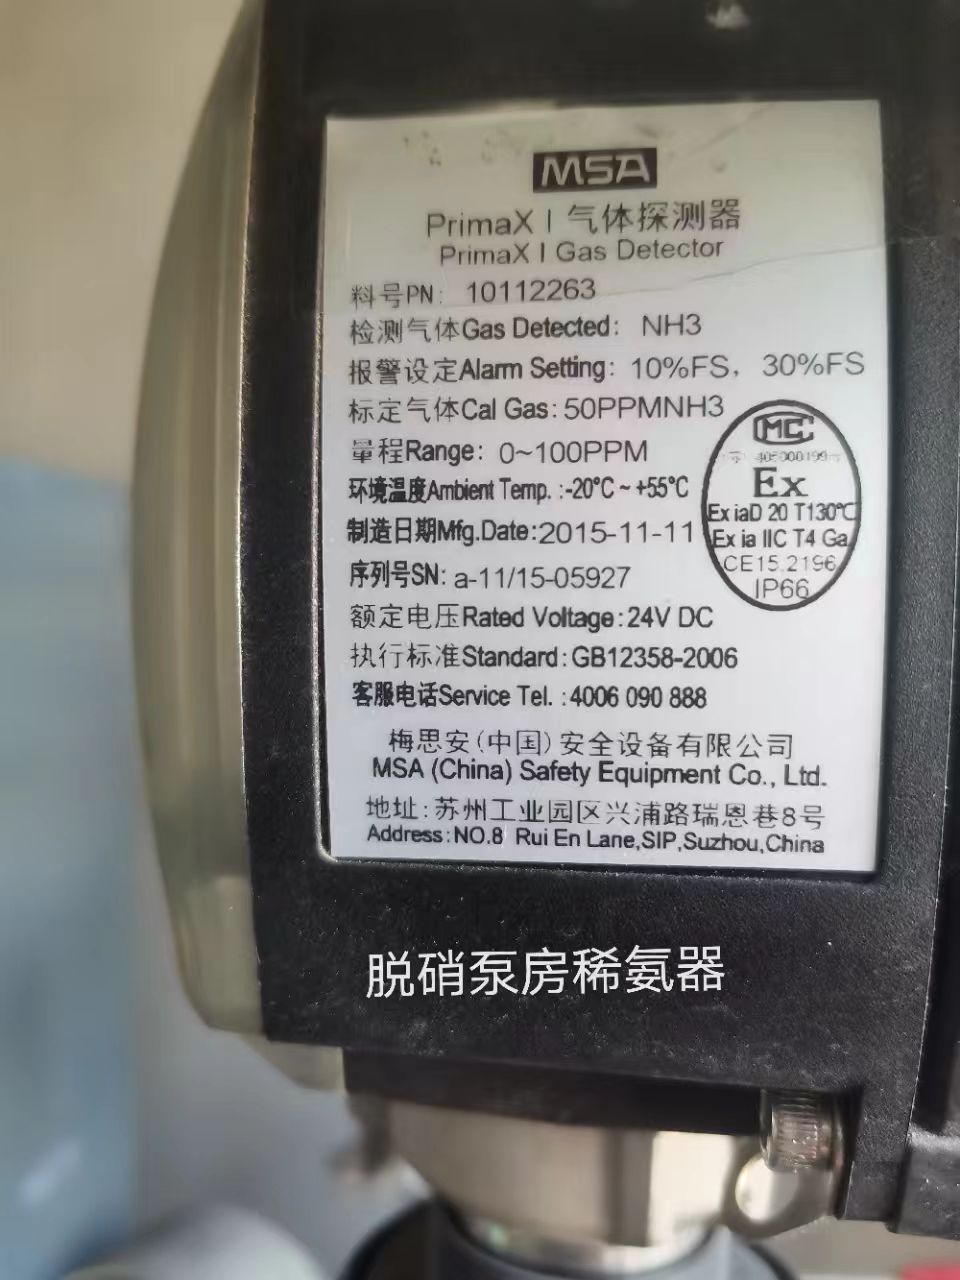 MSA
PrimaX I 气体探测器
PrimaX I Gas Detector
料号PN: 10112263
检测气体Gas Detected: NH3
报警设定Alarm Setting: 10%FS, 30%FS
标定气体Cal Gas: 50PPMNH3
量程Range: 0~100PPM
环境温度Ambient Temp. :-20°C ~ +55°C
制造日期Mfg.Date:2015-11-11
序列号SN: a-11/15-05927
额定电压Rated Voltage:24V DC
执行标准Standard:GB12358-2006
客服电话Service Tel. :4006 090 888
MC
Ex
Ex iaD 20 T130°C
Ex ia IIC T4 Ga
CE15.2196
IP66
梅思安(中国)安全设备有限公司
MSA (China) Safety Equipment Co., Ltd.
地址:苏州工业园区兴浦路瑞恩巷8号
Address:NO.8 Rui En Lane,SIP,Suzhou,China
脱硝泵房稀氨器